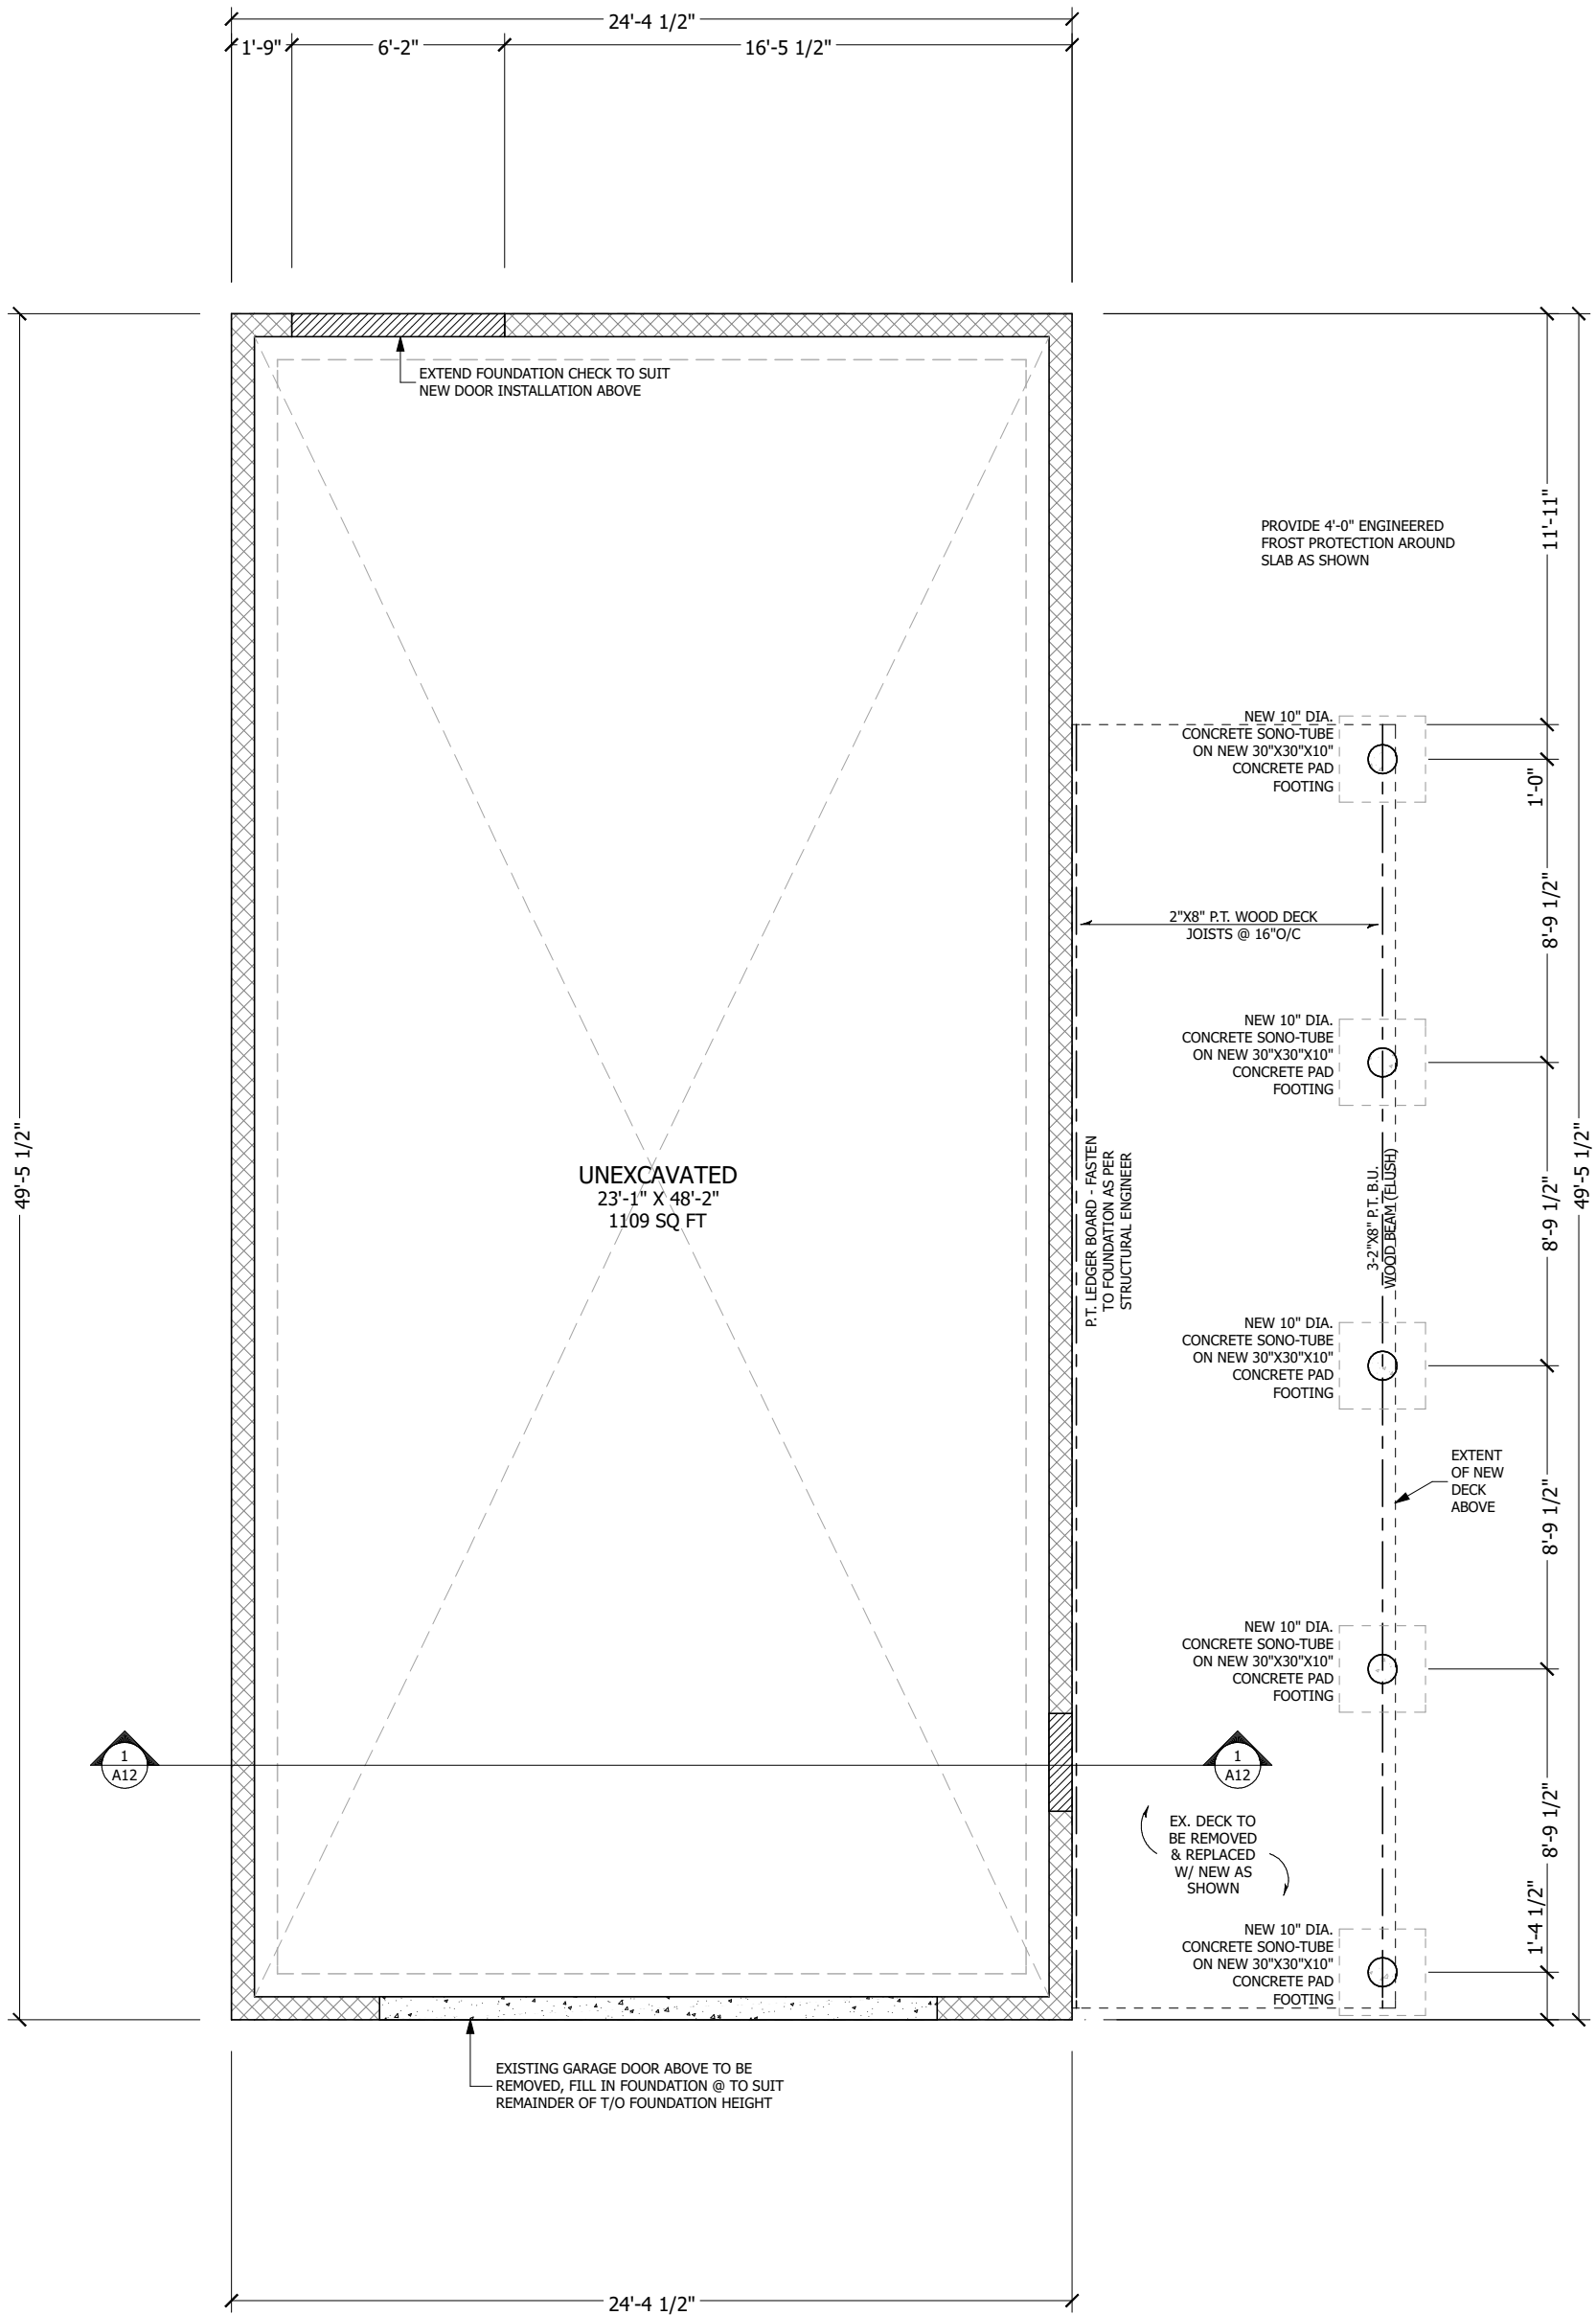 24'-4 1/2"
1'-9"
6'-2"
16'-5 1/2"
EXTEND FOUNDATION CHECK TO SUIT
NEW DOOR INSTALLATION ABOVE
11'-11"
PROVIDE 4'-0" ENGINEERED
FROST PROTECTION AROUND
SLAB AS SHOWN
NEW 10" DIA.
CONCRETE SONO-TUBE
ON NEW 30"X30"X10"
CONCRETE PAD
FOOTING
1'-0"
8'-9 1/2"
2"X8" P.T. WOOD DECK
JOISTS @ 16"O/C
NEW 10" DIA.
CONCRETE SONO-TUBE
ON NEW 30"X30"X10"
CONCRETE PAD
FOOTING
49'-5 1/2"
UNEXCAVATED
23'-1" X 48'-2"
1109 SQ FT
P.T. LEDGER BOARD - FASTEN
TO FOUNDATION AS PER
STRUCTURAL ENGINEER
3-2"X8" P.T. B.U.
WOOD BEAM (FLUSH)
8'-9 1/2"
49'-5 1/2"
NEW 10" DIA.
CONCRETE SONO-TUBE
ON NEW 30"X30"X10"
CONCRETE PAD
FOOTING
EXTENT
OF NEW
DECK
ABOVE
8'-9 1/2"
NEW 10" DIA.
CONCRETE SONO-TUBE
ON NEW 30"X30"X10"
CONCRETE PAD
FOOTING
1
A12
1
A12
EX. DECK TO
BE REMOVED
& REPLACED
W/ NEW AS
SHOWN
8'-9 1/2"
1'-4 1/2"
NEW 10" DIA.
CONCRETE SONO-TUBE
ON NEW 30"X30"X10"
CONCRETE PAD
FOOTING
EXISTING GARAGE DOOR ABOVE TO BE
REMOVED, FILL IN FOUNDATION @ TO SUIT
REMAINDER OF T/O FOUNDATION HEIGHT
24'-4 1/2"